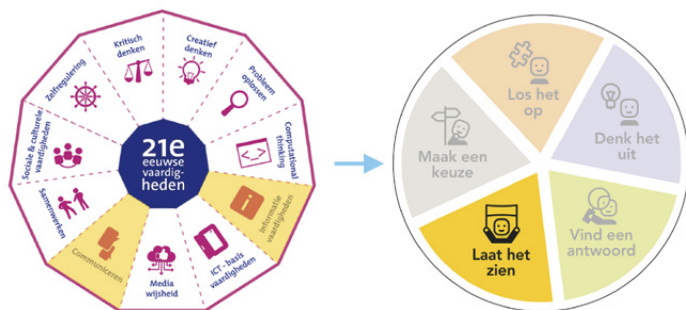 Kritisch
denken
Creatief
denken
Probleem
oplossen
Computational
thinking
Informatie
vaardigheden
ICT - basis
vaardigheden
Media
wijsheid
Communiceren
Samenwerken
Sociale & culturele
vaardigheden
Zelfregulering
21e
eeuwse
vaardig-
heden
Los het
op
Denk het
uit
Vind een
antwoord
Laat het
zien
Maak een
keuze